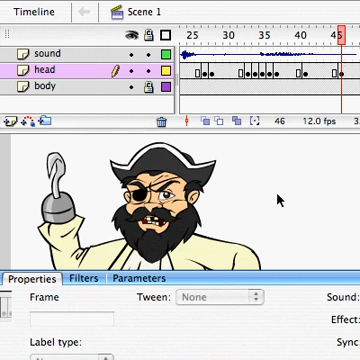 Timeline Scene 1
25 30 35 40 45
sound
head
body
46 12.0 fps 3.
Properties Filters Parameters
Frame Tween: None Sound:
Effect:
Label type: Sync